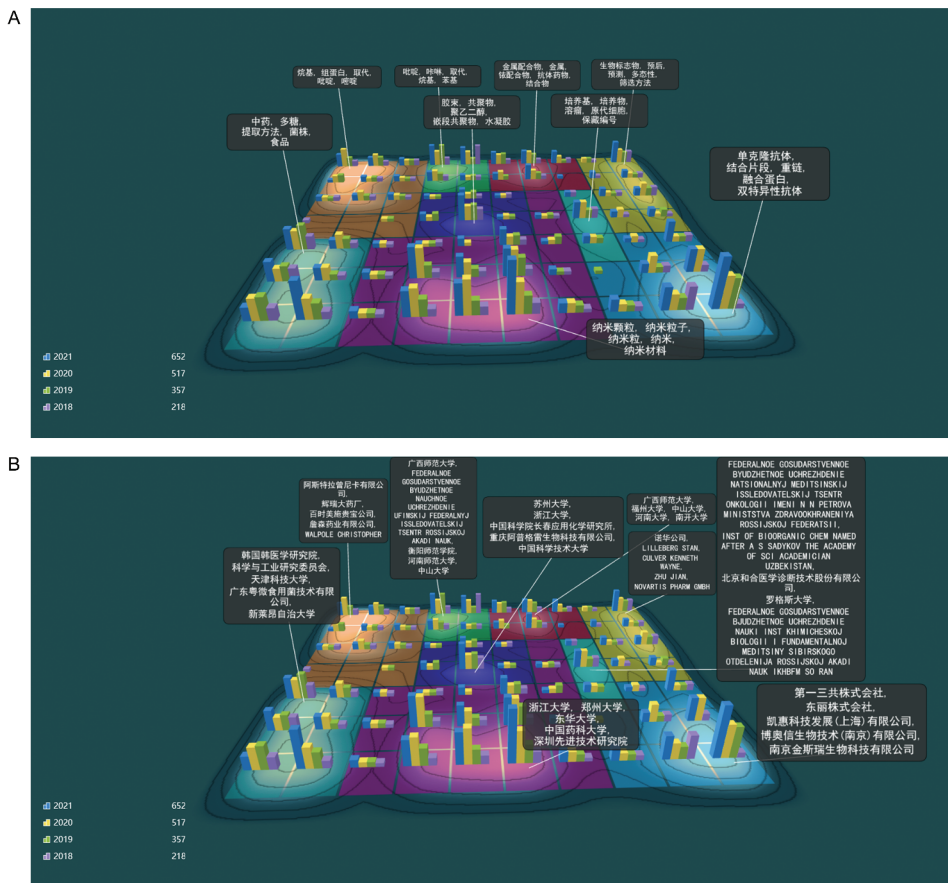 A
烷基、组蛋白，取代，
吡啶，嘧啶
吡啶，咔啉，取代，
烷基、苯基
金属配合物，金属，
铱配合物，抗体药物，
结合物
生物标志物，预后，
预测，多态性，
筛选方法
中药，多糖，
提取方法，菌株，
食品
胶束，共聚物，
聚乙二醇，
嵌段共聚物，水凝胶
培养基，培养物，
溶瘤，原代细胞，
保藏编号
单克隆抗体，
结合片段，重链，
融合蛋白，
双特异性抗体
纳米颗粒，纳米粒子，
纳米粒，纳米，
纳米材料
2021 652
2020 517
2019 357
2018 218
B
阿斯特拉曾尼卡有限公
司，
辉瑞大药厂，
百时美施贵宝公司，
詹森药业有限公司，
WALPOLE CHRISTOPHER
广西师范大学，
FEDERALNOE
GOSUDARSTVENNOE
BYUDZHETNOE
NAUCHNOE
UCHREZHDENIE
UFIMSKIJ FEDERALNYJ
ISSLEDOVATELSKIJ
TSENTR ROSSIJSKOJ
AKADI NAUK,
衡阳师范学院，
河南师范大学，
中山大学
苏州大学，
浙江大学，
中国科学院长春应用化学研究所，
重庆阿普格雷生物科技有限公司，
中国科学技术大学
广西师范大学，
福州大学，中山大学，
河南大学，南开大学
诺华公司，
LILLEBERG STAN,
CULVER KENNETH
WAYNE,
ZHU JIAN,
NOVARTIS PHARM GMBH
FEDERALNOE GOSUDARSTVENNOE
BYUDZHETNOE UCHREZHDENIE
NATSIONALNYJ MEDITSINSKIJ
ISSLEDOVATELSKIJ TSENTR
ONKOLOGII IMENI N N PETROVA
MINISTSTVA ZDRAVOOKHRANENIYA
ROSSIJSKOJ FEDERATSII,
INST OF BIOORGANIC CHEM NAMED
AFTER A S SADYKOV THE ACADEMY
OF SCI ACADEMICIAN
UZBEKISTAN,
北京和合医学诊断技术股份有限公
司，
罗格斯大学，
FEDERALNOE GOSUDARSTVENNOE
BJUDZHETNOE UCHREZHDENIE
NAUKI INST KHIMICHESKOJ
BIOLOGII I FUNDAMENTALNOJ
MEDITSINY SIBIRSKOGO
OTDELENIJA ROSSIJSKOJ AKADI
NAUK IKHBFM SO RAN
韩国韩医学研究院，
科学与工业研究委员会，
天津科技大学，
广东粤微食用菌技术有限
公司，
新莱昂自治大学
浙江大学，郑州大学，
东华大学，
中国药科大学，
深圳先进技术研究院
第一三共株式会社，
东丽株式会社，
凯惠科技发展（上海）有限公司，
博奥信生物技术（南京）有限公司，
南京金斯瑞生物科技有限公司
2021 652
2020 517
2019 357
2018 218